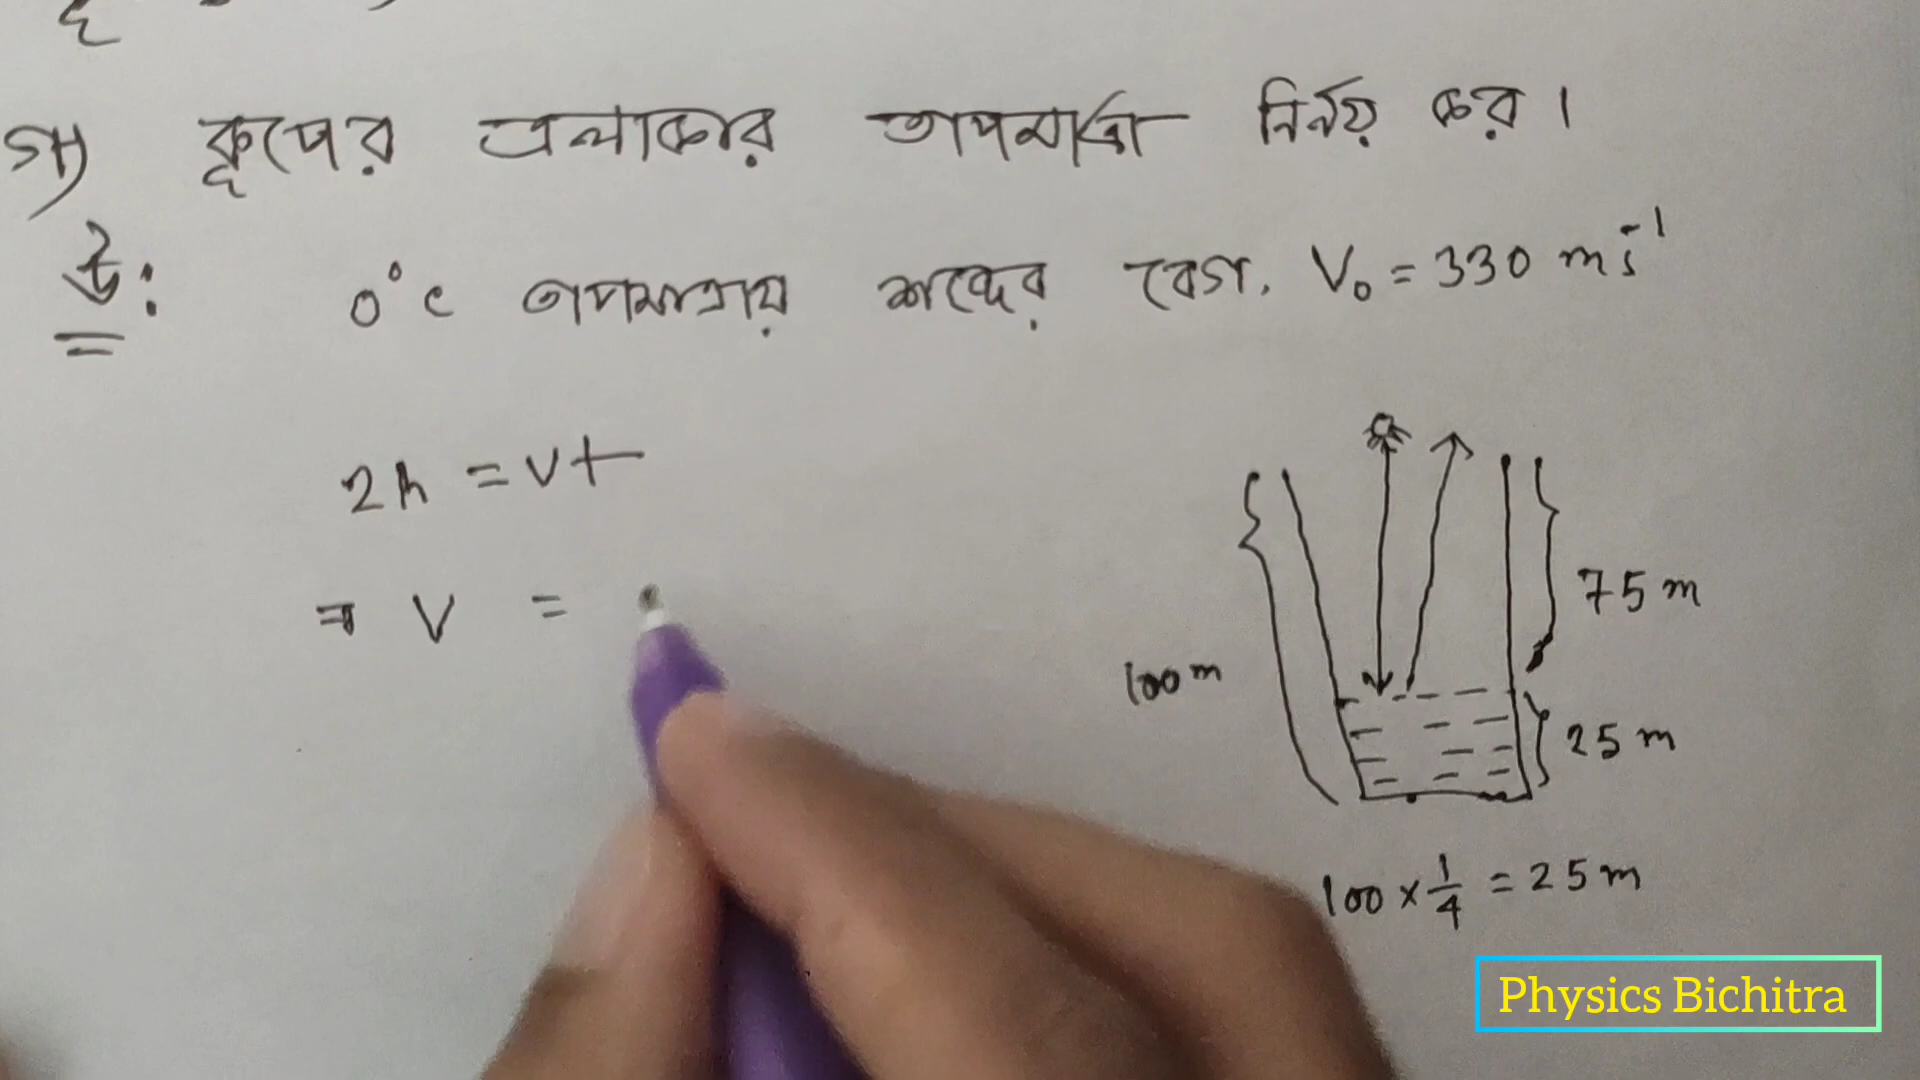 গ) কূপের এলাকার তাপমাত্রা নির্নয় কর।
উ: 0°C তাপমাত্রায় শব্দের বেগ, V₀ = 330 ms⁻¹
2h = vt
⇒ V =
100 m
75 m
25 m
100 × 1/4 = 25 m
Physics Bichitra